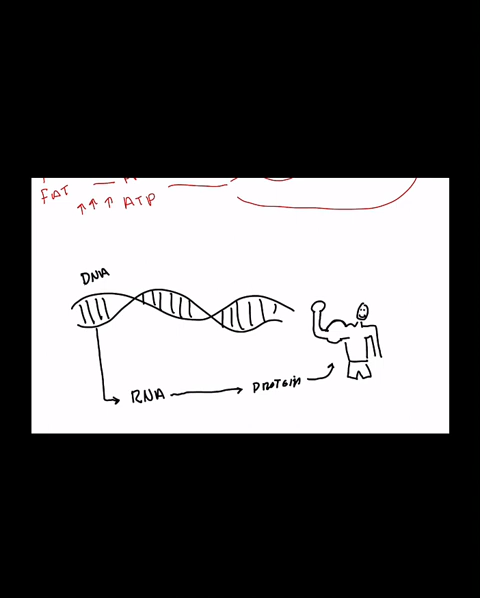 FAT
↑↑↑ ATP
DNA
RNA → PROTEIN